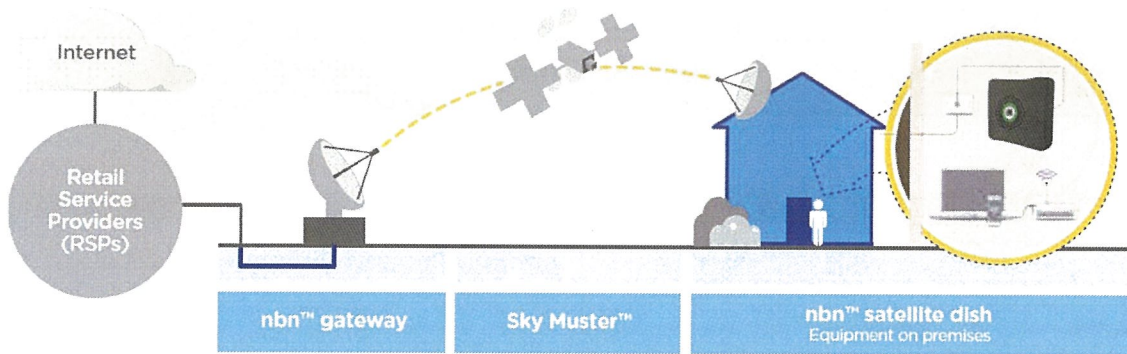 Internet
Retail
Service
Providers
(RSPs)
nbn™ gateway
Sky Muster™
nbn™ satellite dish
Equipment on premises